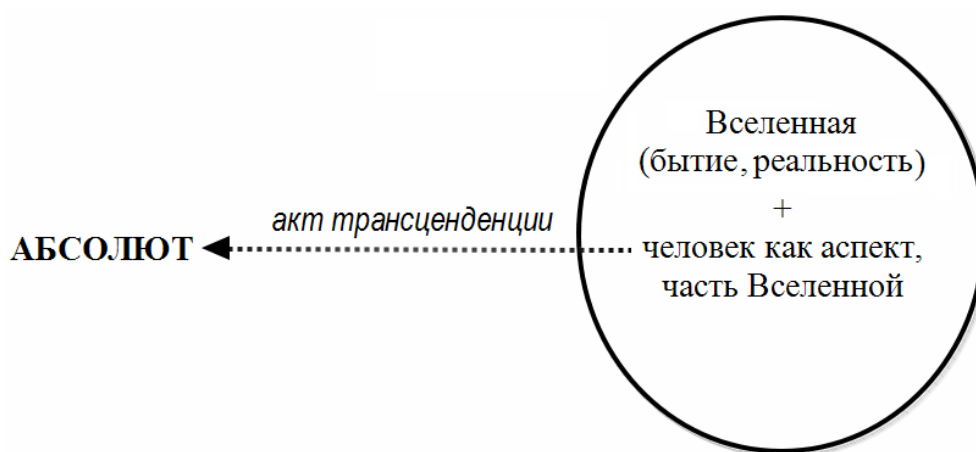 Вселенная
(бытие, реальность)
+
акт трансценденции
человек как аспект,
АБСОЛЮТ
часть Вселенной